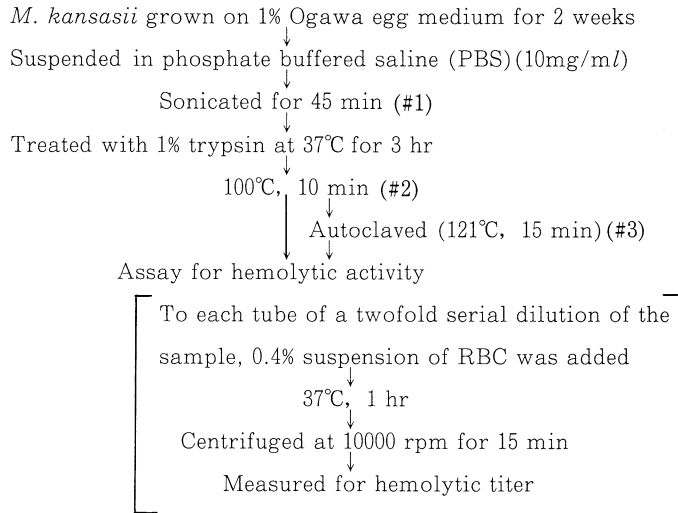 M. kansasii grown on 1% Ogawa egg medium for 2 weeks
↓
Suspended in phosphate buffered saline (PBS) (10mg/ml)
↓
Sonicated for 45 min (#1)
↓
Treated with 1% trypsin at 37℃ for 3 hr
↓
100℃, 10 min (#2)
↓
Autoclaved (121℃, 15 min) (#3)
↓ ↓
Assay for hemolytic activity
To each tube of a twofold serial dilution of the
sample, 0.4% suspension of RBC was added
↓
37℃, 1 hr
↓
Centrifuged at 10000 rpm for 15 min
↓
Measured for hemolytic titer